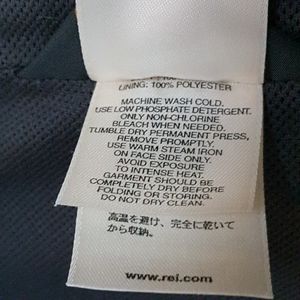 LINING: 100% POLYESTER
MACHINE WASH COLD.
USE LOW PHOSPHATE DETERGENT.
ONLY NON-CHLORINE
BLEACH WHEN NEEDED.
TUMBLE DRY PERMANENT PRESS,
REMOVE PROMPTLY.
USE WARM STEAM IRON
ON FACE SIDE ONLY.
AVOID EXPOSURE
TO INTENSE HEAT.
GARMENT SHOULD BE
COMPLETELY DRY BEFORE
FOLDING OR STORING.
DO NOT DRY CLEAN.
高温を避け、完全に乾いて
から収納。
www.rei.com